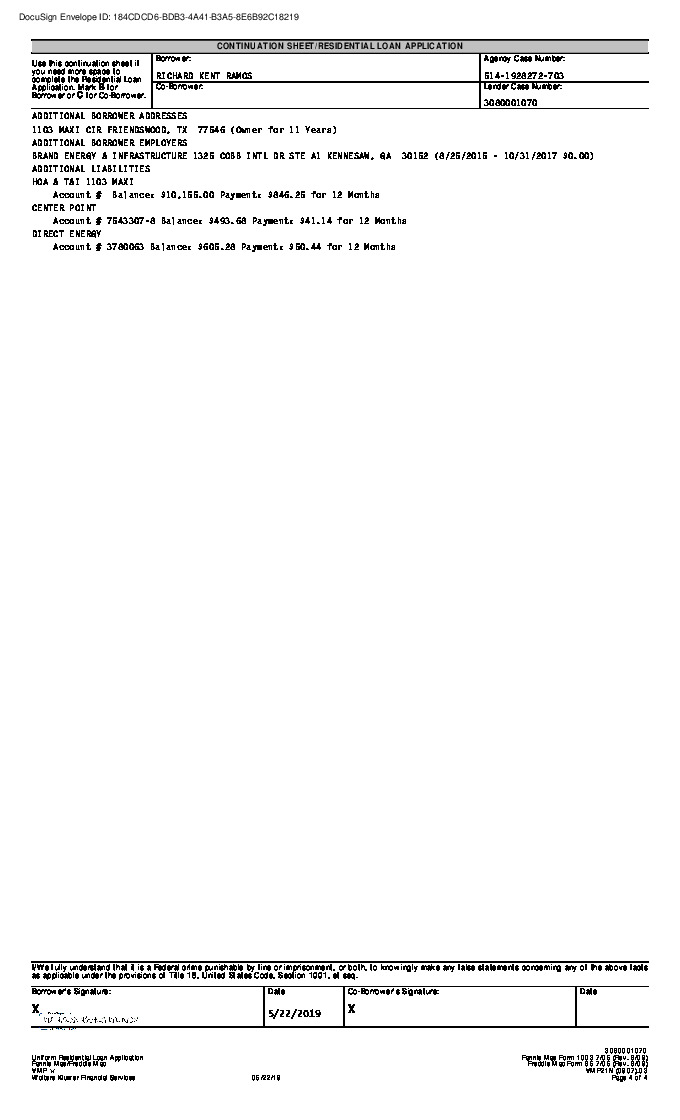 DocuSign Envelope ID: 184CDCD6-BDB3-4A41-B3A5-8E6B92C18219
CONTINUATION SHEET/RESIDENTIAL LOAN APPLICATION
Use this continuation sheet if
you need more space to
complete the Residential Loan
Application. Mark B for
Borrower or C for Co-Borrower.
Borrower:
RICHARD KENT RAMOS
Co-Borrower:
Agency Case Number:
514-1928272-703
Lender Case Number:
3080001070
ADDITIONAL BORROWER ADDRESSES
1103 MAXI CIR FRIENDSWOOD, TX 77546 (Owner for 11 Years)
ADDITIONAL BORROWER EMPLOYERS
BRAND ENERGY & INFRASTRUCTURE 1325 COBB INTL DR STE A1 KENNESAW, GA 30152 (8/25/2015 - 10/31/2017 $0.00)
ADDITIONAL LIABILITIES
HOA & T&I 1103 MAXI
Account # Balance: $10,155.00 Payment: $846.25 for 12 Months
CENTER POINT
Account # 7543307-8 Balance: $493.68 Payment: $41.14 for 12 Months
DIRECT ENERGY
Account # 3780063 Balance: $605.28 Payment: $50.44 for 12 Months
I/We fully understand that it is a Federal crime punishable by fine or imprisonment, or both, to knowingly make any false statements concerning any of the above facts
as applicable under the provisions of Title 18, United States Code, Section 1001, et seq.
Borrower's Signature:
X
Date
5/22/2019
Co-Borrower's Signature:
X
Date
3080001070
Uniform Residential Loan Application
Fannie Mae/Freddie Mac
VMP
Wolters Kluwer Financial Services
05/22/19
Fannie Mae Form 1003 7/05 (Rev. 6/09)
Freddie Mac Form 65 7/05 (Rev. 6/09)
VMP21N (0907).03
Page 4 of 4